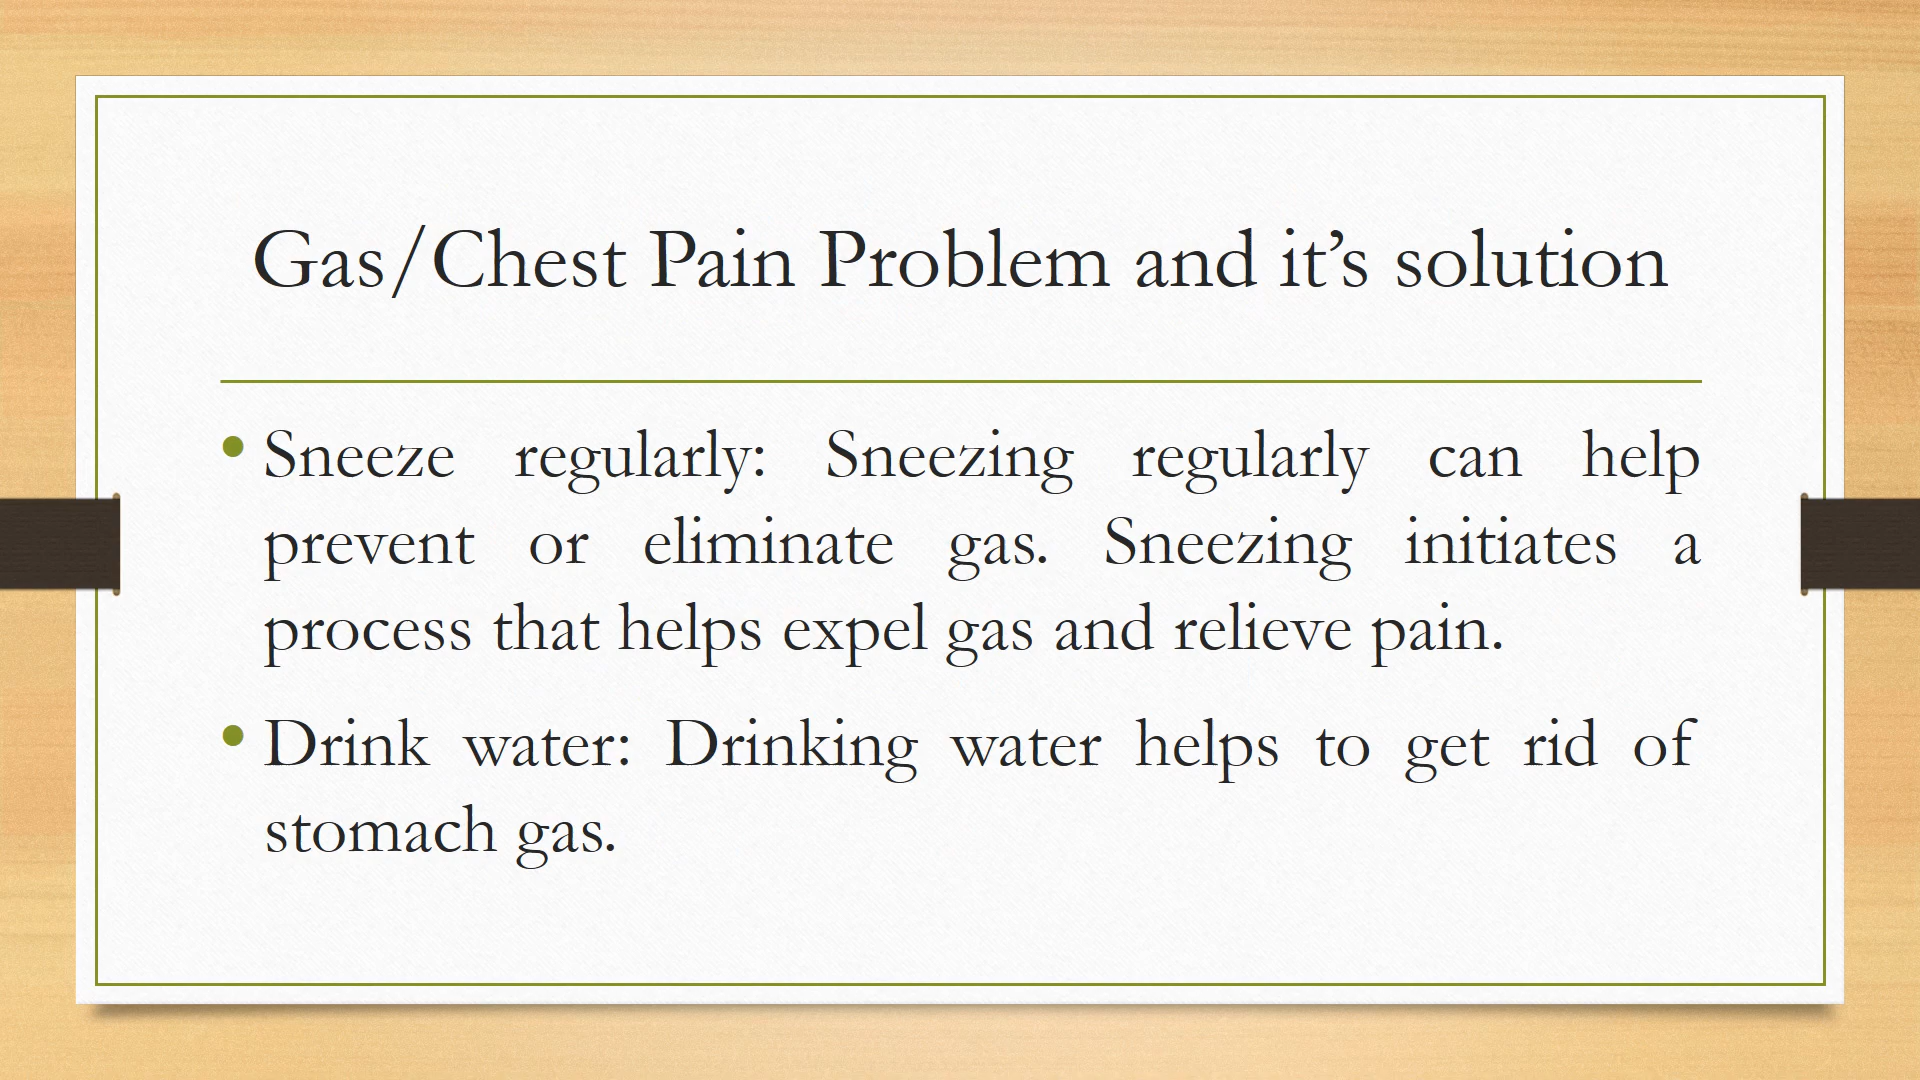 Gas/Chest Pain Problem and it’s solution
• Sneeze regularly: Sneezing regularly can help
prevent or eliminate gas. Sneezing initiates a
process that helps expel gas and relieve pain.
• Drink water: Drinking water helps to get rid of
stomach gas.